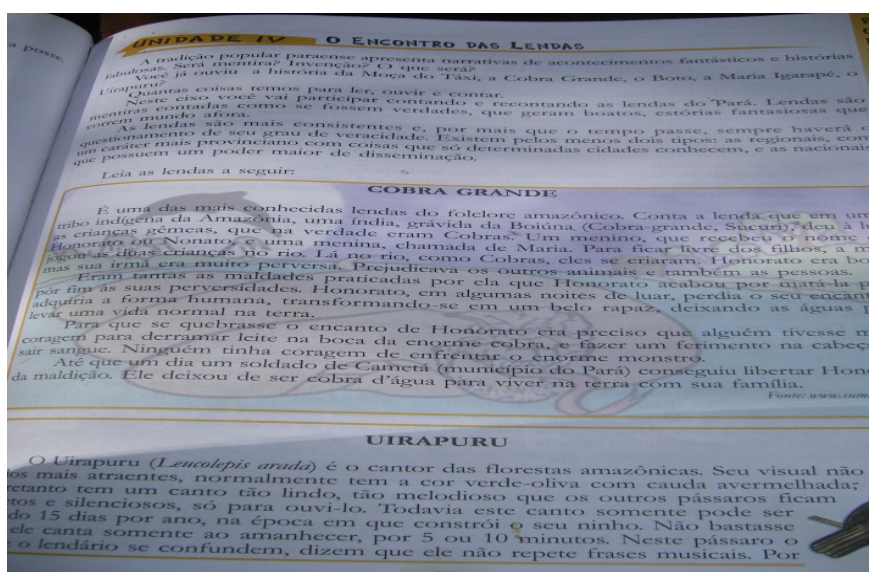 a posse,
UNIDADE IV O ENCONTRO DAS LENDAS
A tradição popular paraense apresenta narrativas de acontecimentos fantásticos e histórias
fabulosas. Será mentira? Invenção? O que será?
Você já ouviu a história da Moça do Táxi, a Cobra Grande, o Boto, a Maria Igarapé, o
Uirapuru?
Quantas coisas temos para ler, ouvir e contar.
Neste eixo você vai participar contando e recontando as lendas do Pará. Lendas são
mentiras contadas como se fossem verdades, que geram boatos, estórias fantasiosas que
correm mundo afora.
As lendas são mais consistentes e, por mais que o tempo passe, sempre haverá
questionamento de seu grau de veracidade. Existem pelo menos dois tipos: as regionais, com
um caráter mais provinciano com coisas que só determinadas cidades conhecem, e as nacionais
que possuem um poder maior de disseminação.
Leia as lendas a seguir:
COBRA GRANDE
É uma das mais conhecidas lendas do folclore amazônico. Conta a lenda que em um
tribo indígena da Amazônia, uma índia, grávida da Boiúna (Cobra-grande, Sucuri), deu à l
as crianças gêmeas, que na verdade eram Cobras. Um menino, que recebeu o nome
Honorato ou Nonato, e uma menina, chamada de Maria. Para ficar livre dos filhos, a m
jogou as duas crianças no rio. Lá no rio, como Cobras, eles se criaram. Honorato era bo
mas sua irmã era muito perversa. Prejudicava os outros animais e também as pessoas.
Eram tantas as maldades praticadas por ela que Honorato acabou por matá-la p
pôr fim às suas perversidades. Honorato, em algumas noites de luar, perdia o seu encant
adquiria a forma humana, transformando-se em um belo rapaz, deixando as águas p
levar uma vida normal na terra.
Para que se quebrasse o encanto de Honorato era preciso que alguém tivesse m
coragem para derramar leite na boca da enorme cobra, e fazer um ferimento na cabeç
sair sangue. Ninguém tinha coragem de enfrentar o enorme monstro.
Até que um dia um soldado de Cametá (município do Pará) conseguiu libertar Hon
da maldição. Ele deixou de ser cobra d'água para viver na terra com sua família.
Fonte: www.sum
UIRAPURU
O Uirapuru (Leucolepis arada) é o cantor das florestas amazônicas. Seu visual não
os mais atraentes, normalmente tem a cor verde-oliva com cauda avermelhada;
retanto tem um canto tão lindo, tão melodioso que os outros pássaros ficam
etos e silenciosos, só para ouvi-lo. Todavia este canto somente pode ser
do 15 dias por ano, na época em que constrói o seu ninho. Não bastasse
ele canta somente ao amanhecer, por 5 ou 10 minutos. Neste pássaro o
e o lendário se confundem, dizem que ele não repete frases musicais. Por